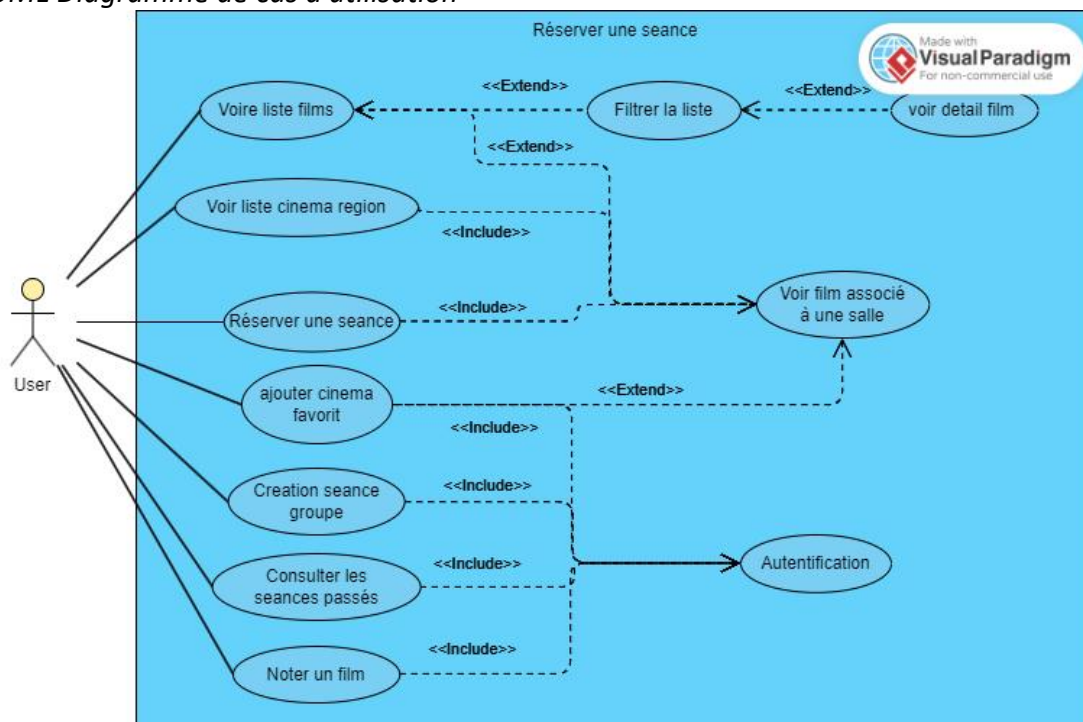 UML Diagramme de cas d'utilisation
Réserver une seance
Made with
Visual Paradigm
For non-commercial use
Voire liste films
<<Extend>>
Filtrer la liste
<<Extend>>
voir detail film
<<Extend>>
Voir liste cinema region
<<Include>>
Réserver une seance
<<Include>>
Voir film associé
à une salle
User
ajouter cinema
favorit
<<Extend>>
<<Include>>
Creation seance
groupe
<<Include>>
Consulter les
seances passés
<<Include>>
Autentification
Noter un film
<<Include>>